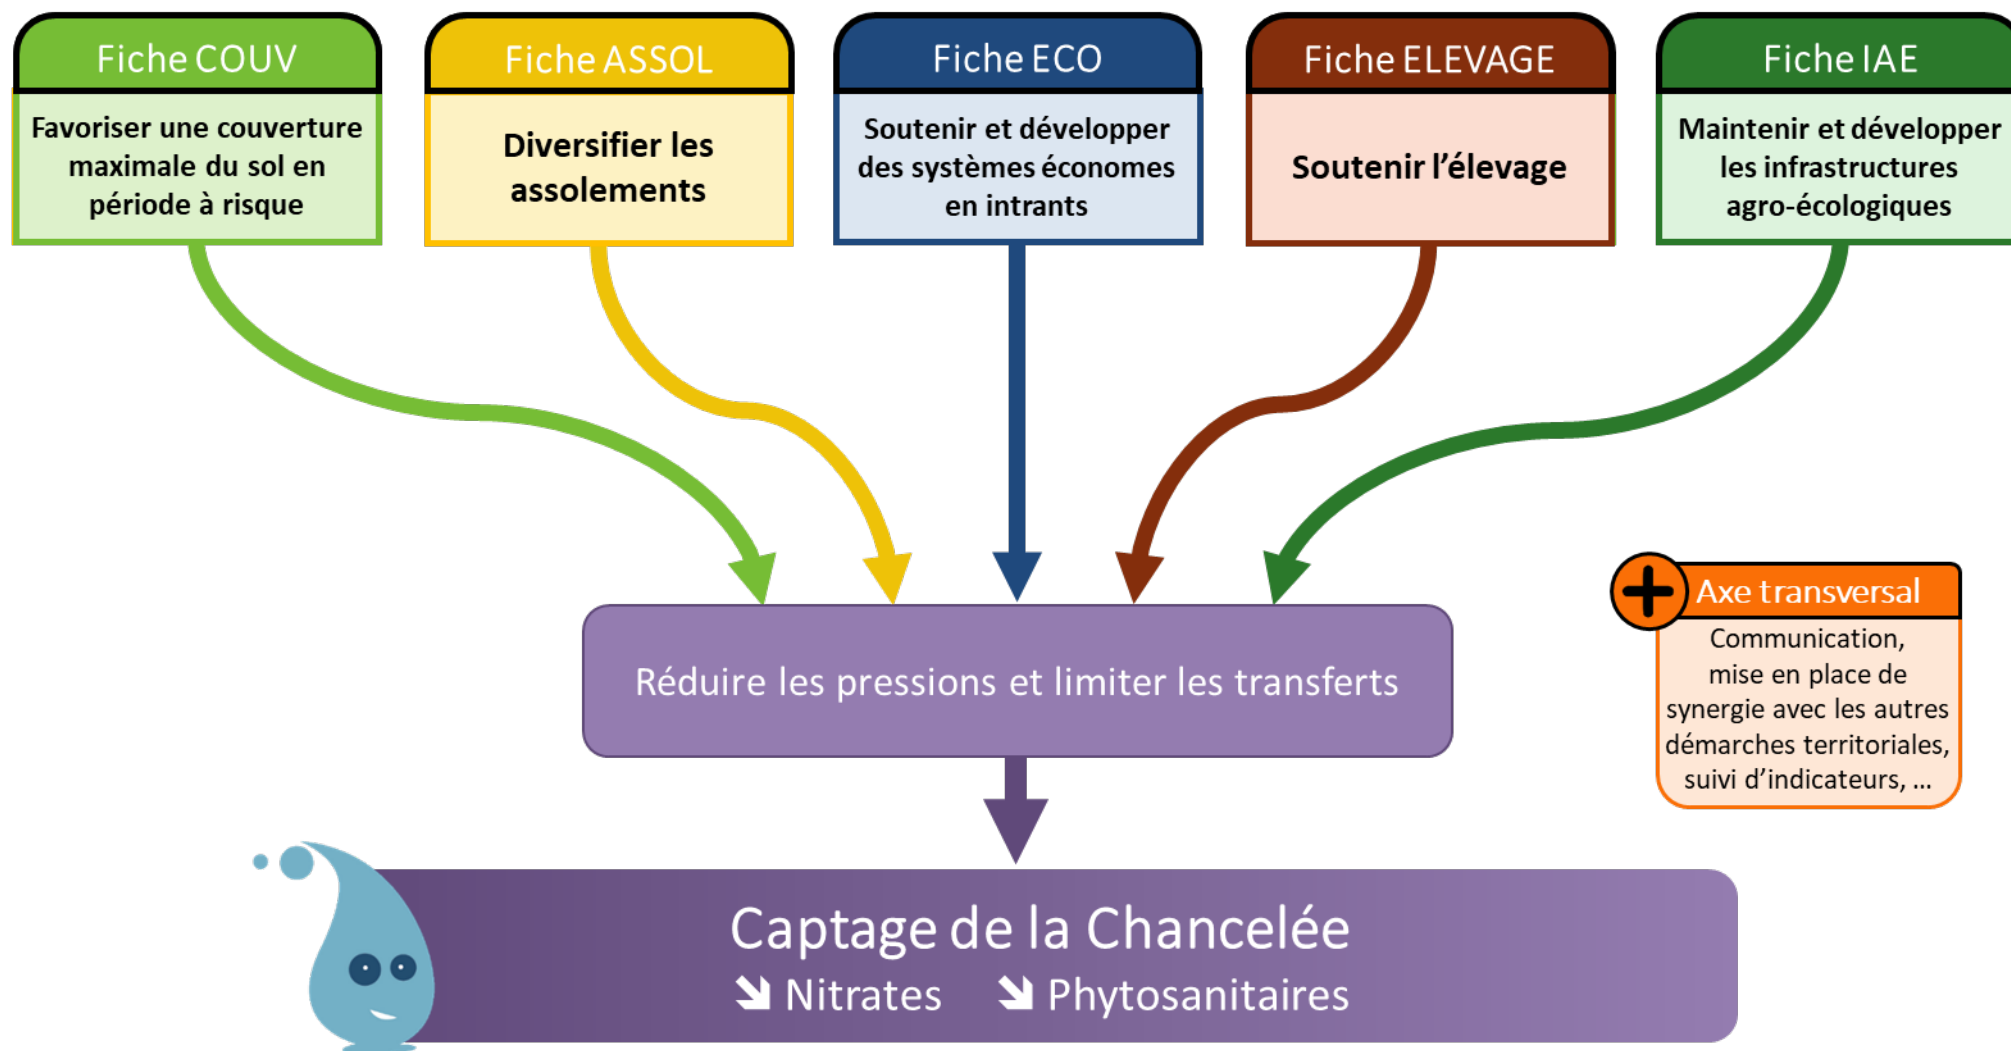 Fiche COUV
Favoriser une couverture
maximale du sol en
période à risque
Fiche ASSOL
Diversifier les
assolements
Fiche ECO
Soutenir et développer
des systèmes économes
en intrants
Fiche ELEVAGE
Soutenir l’élevage
Fiche IAE
Maintenir et développer
les infrastructures
agro-écologiques
Réduire les pressions et limiter les transferts
Axe transversal
Communication,
mise en place de
synergie avec les autres
démarches territoriales,
suivi d’indicateurs, ...
Captage de la Chancelée
Nitrates
Phytosanitaires